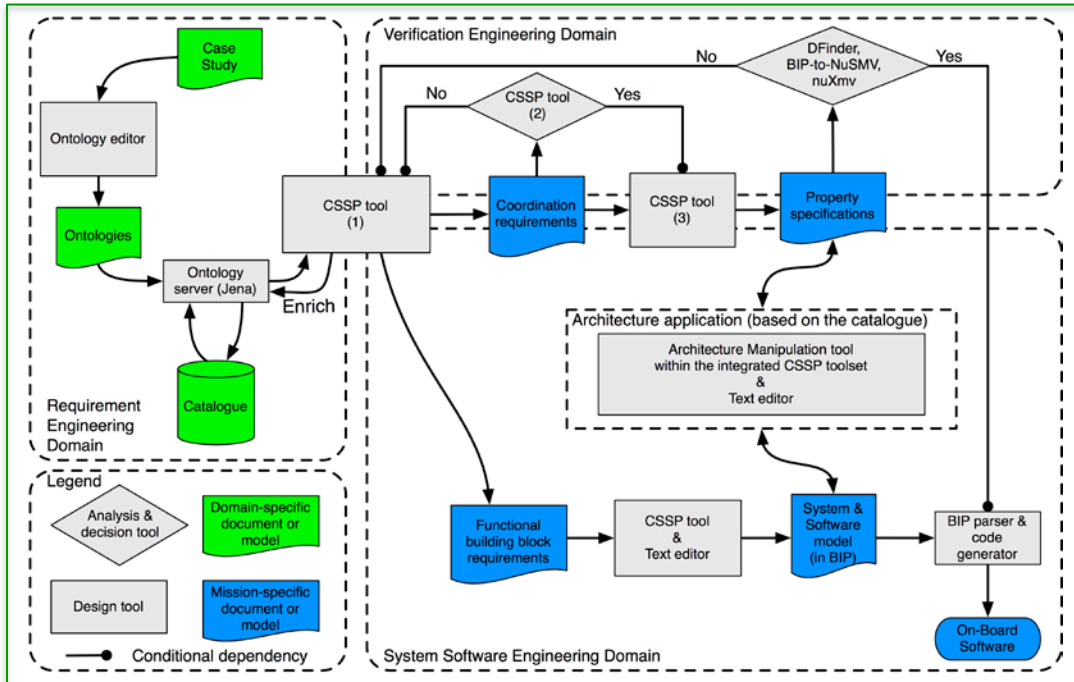 Case
Study
Ontology editor
Ontologies
Ontology
server (Jena)
Enrich
Catalogue
Requirement
Engineering
Domain
Verification Engineering Domain
No
DFinder,
BIP-to-NuSMV,
nuXmv
Yes
No
CSSP tool
(2)
Yes
CSSP tool
(1)
Coordination
requirements
CSSP tool
(3)
Property
specifications
Architecture application (based on the catalogue)
Architecture Manipulation tool
within the integrated CSSP toolset
&
Text editor
Functional
building block
requirements
CSSP tool
&
Text editor
System &
Software
model
(in BIP)
BIP parser &
code
generator
On-Board
Software
System Software Engineering Domain
Legend
Analysis &
decision tool
Domain-specific
document or
model
Design tool
Mission-specific
document or
model
Conditional dependency